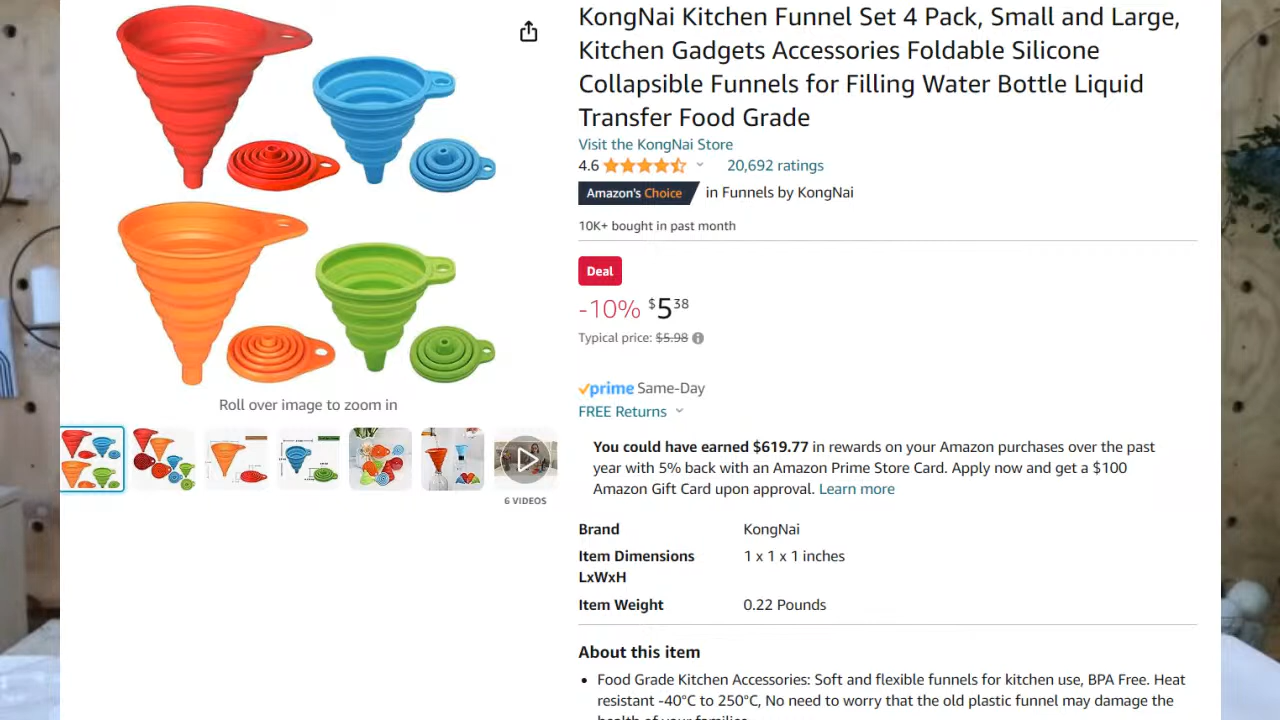 KongNai Kitchen Funnel Set 4 Pack, Small and Large,
Kitchen Gadgets Accessories Foldable Silicone
Collapsible Funnels for Filling Water Bottle Liquid
Transfer Food Grade
Visit the KongNai Store
4.6 20,692 ratings
Amazon's Choice in Funnels by KongNai
10K+ bought in past month
Deal
-10% $5 38
Typical price: $5.98
prime Same-Day
FREE Returns
Roll over image to zoom in
6 VIDEOS
You could have earned $619.77 in rewards on your Amazon purchases over the past
year with 5% back with an Amazon Prime Store Card. Apply now and get a $100
Amazon Gift Card upon approval. Learn more
Brand KongNai
Item Dimensions 1 x 1 x 1 inches
LxWxH
Item Weight 0.22 Pounds
About this item
• Food Grade Kitchen Accessories: Soft and flexible funnels for kitchen use, BPA Free. Heat
resistant -40°C to 250°C, No need to worry that the old plastic funnel may damage the
health of your families